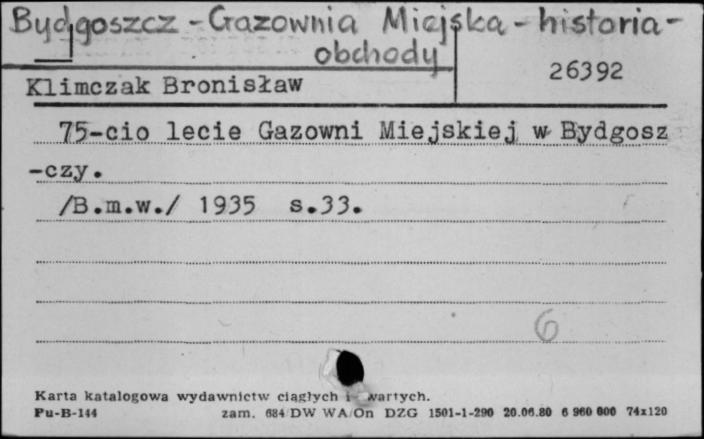 Bydgoszcz - Gazownia Miejska - historia -
obchody
Klimczak Bronisław
26392
75-cio lecie Gazowni Miejskiej w Bydgosz
-czy.
/B.m.w./ 1935 s.33.
6
Karta katalogowa wydawnictw ciągłych i zwartych.
Pu-B-144 zam. 684/DW WA/On DZG 1501-1-290 20.06.80 6 960 000 74x120